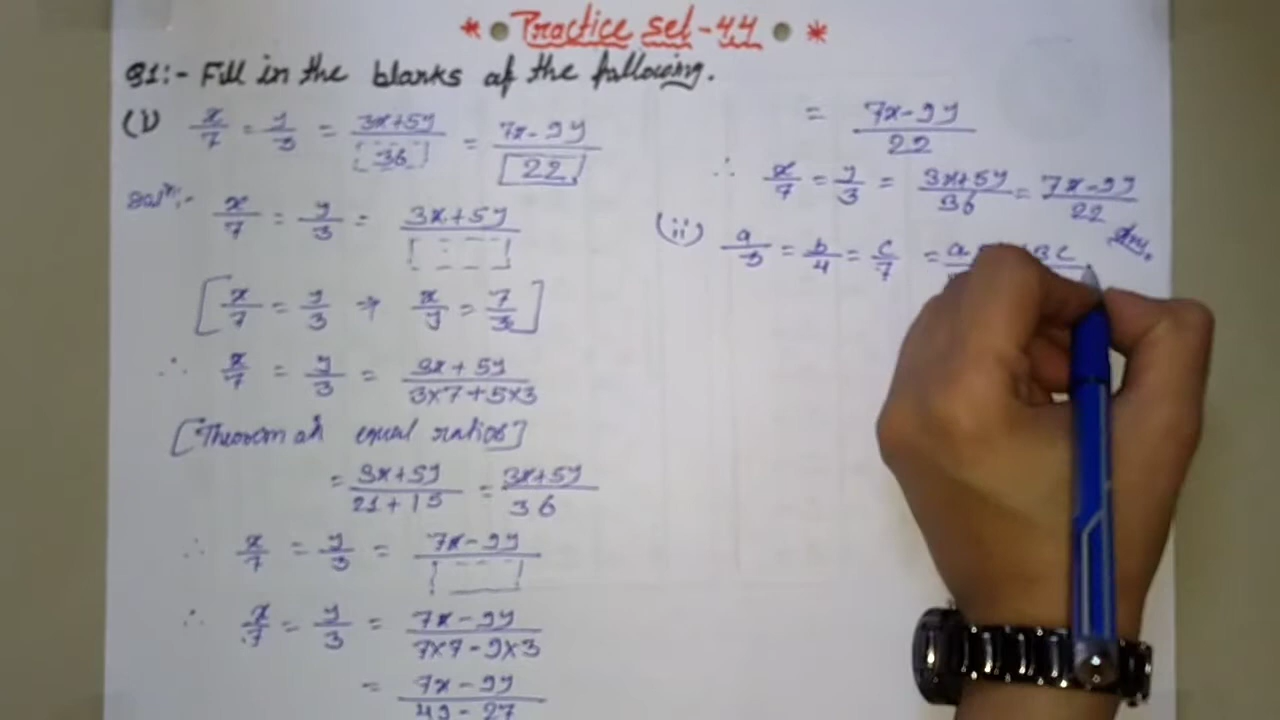 * • Practice set - 44 • *
Q1:- Fill in the blanks of the following.
(i) x/7 = y/3 = 3x+5y/36 = 7x-9y/22
Solⁿ:- x/7 = y/3 = 3x+5y/[ ]
[x/7 = y/3 ⇒ x/y = 7/3]
∴ x/7 = y/3 = 3x+5y/3×7+5×3
[Theorem of equal ratios]
= 3x+5y/21+15 = 3x+5y/36
∴ x/7 = y/3 = 7x-9y/[ ]
∴ x/7 = y/3 = 7x-9y/7×7-9×3
= 7x-9y/49-27
= 7x-9y/22
∴ x/7 = y/3 = 3x+5y/36 = 7x-9y/22
Ans.
(ii) a/3 = b/4 = c/7 = a